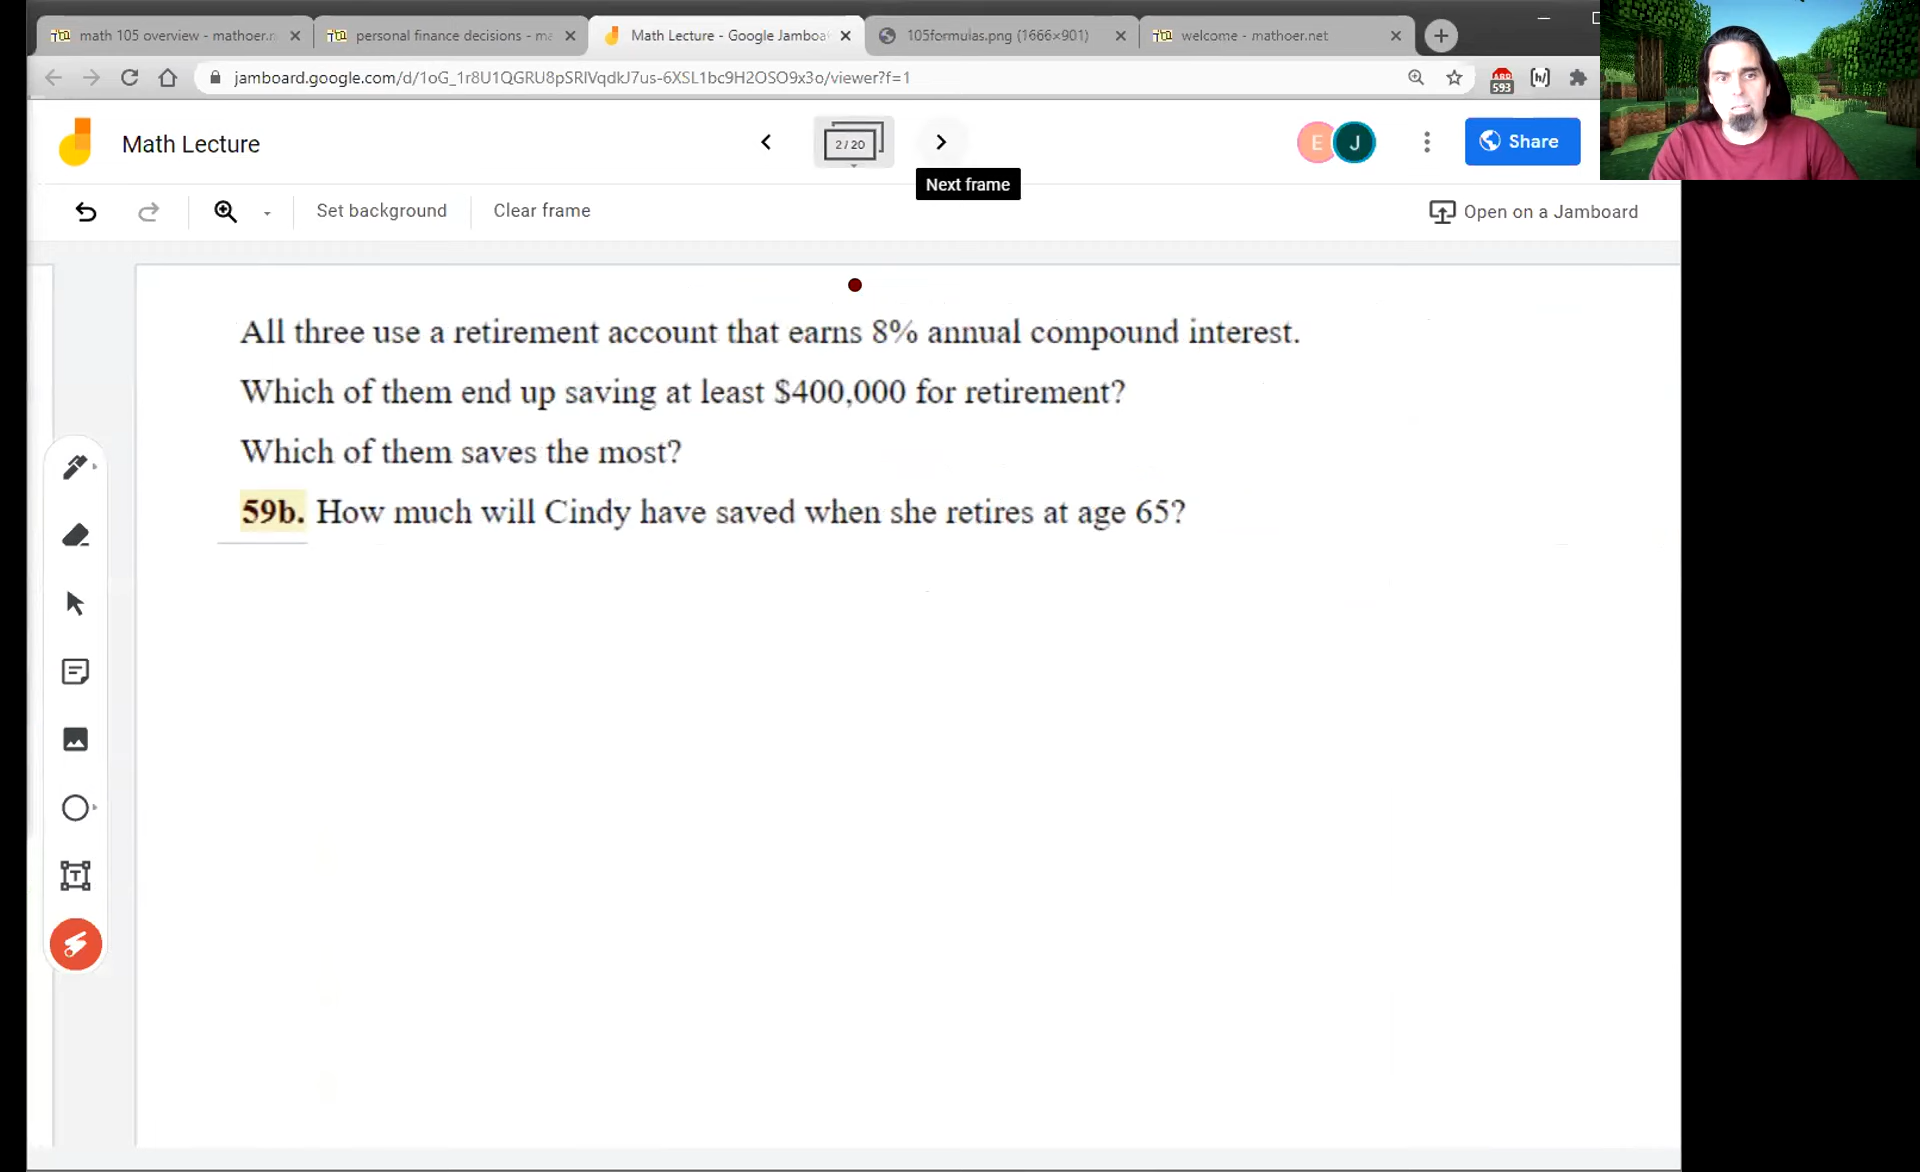 math 105 overview - mathoer.n
personal finance decisions - ma
Math Lecture - Google Jamboa
105formulas.png (1666×901)
welcome - mathoer.net
jamboard.google.com/d/1oG_1r8U1QGRU8pSRlVqdkJ7us-6XSL1bc9H2OSO9x3o/viewer?f=1
ABP
593
Math Lecture
2 / 20
E
J
Share
Next frame
Set background
Clear frame
Open on a Jamboard
All three use a retirement account that earns 8% annual compound interest.
Which of them end up saving at least $400,000 for retirement?
Which of them saves the most?
59b. How much will Cindy have saved when she retires at age 65?